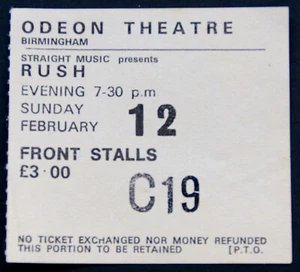 ODEON THEATRE
BIRMINGHAM
STRAIGHT MUSIC presents
RUSH
EVENING 7-30 p.m
SUNDAY
FEBRUARY 12
FRONT STALLS
£3·00
C19
NO TICKET EXCHANGED NOR MONEY REFUNDED
THIS PORTION TO BE RETAINED [P.T.O.